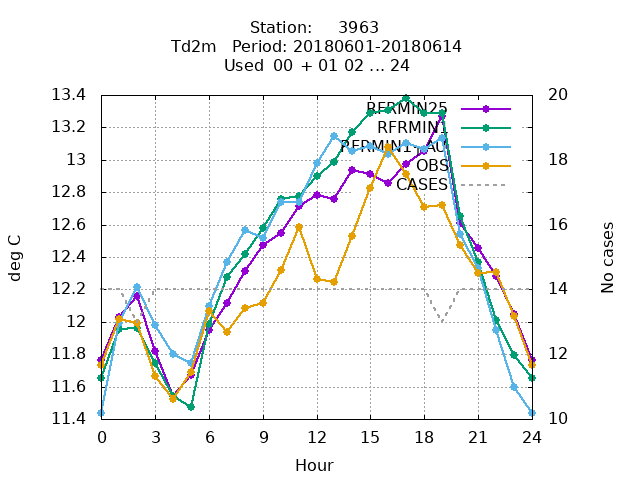 Station: 3963
Td2m Period: 20180601-20180614
Used 00 + 01 02 ... 24
13.4
13.2
13
12.8
12.6
12.4
12.2
12
11.8
11.6
11.4
20
18
16
14
12
10
RFRMIN25
RFRMIN1
OBS
CASES
deg C
No cases
0 3 6 9 12 15 18 21 24
Hour